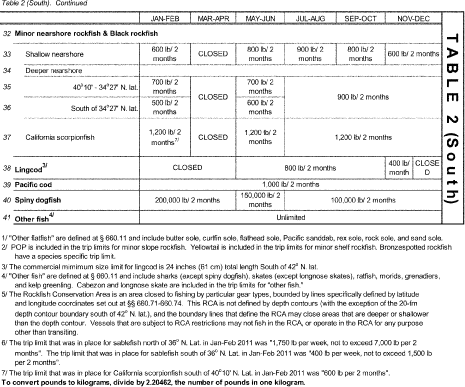 Table 2 (South). Continued
JAN-FEB MAR-APR MAY-JUN JUL-AUG SEP-OCT NOV-DEC
32 Minor nearshore rockfish & Black rockfish
33 Shallow nearshore 600 lb/ 2 months CLOSED 800 lb/ 2 months 900 lb/ 2 months 800 lb/ 2 months 600 lb/ 2 months
34 Deeper nearshore
35 40°10' - 34°27' N. lat. 700 lb/ 2 months CLOSED 700 lb/ 2 months 900 lb/ 2 months
36 South of 34°27' N. lat. 500 lb/ 2 months 600 lb/ 2 months
37 California scorpionfish 1,200 lb/ 2 months7/ CLOSED 1,200 lb/ 2 months 1,200 lb/ 2 months
38 Lingcod3/ CLOSED 800 lb/ 2 months 400 lb/ month CLOSED
39 Pacific cod 1,000 lb/ 2 months
40 Spiny dogfish 200,000 lb/ 2 months 150,000 lb/ 2 months 100,000 lb/ 2 months
41 Other fish4/ Unlimited
TABLE 2 (South)
1/ "Other flatfish" are defined at § 660.11 and include butter sole, curlfin sole, flathead sole, Pacific sanddab, rex sole, rock sole, and sand sole.
2/ POP is included in the trip limits for minor slope rockfish. Yellowtail is included in the trip limits for minor shelf rockfish. Bronzespotted rockfish
have a species specific trip limit.
3/ The commercial mimimum size limit for lingcod is 24 inches (61 cm) total length South of 42° N. lat.
4/ "Other fish" are defined at § 660.11 and include sharks (except spiny dogfish), skates (except longnose skates), ratfish, morids, grenadiers,
and kelp greenling. Cabezon and longnose skate are included in the trip limits for "other fish."
5/ The Rockfish Conservation Area is an area closed to fishing by particular gear types, bounded by lines specifically defined by latitude
and longitude coordinates set out at §§ 660.71-660.74. This RCA is not defined by depth contours (with the exception of the 20-fm
depth contour boundary south of 42° N. lat.), and the boundary lines that define the RCA may close areas that are deeper or shallower
than the depth contour. Vessels that are subject to RCA restrictions may not fish in the RCA, or operate in the RCA for any purpose
other than transiting.
6/ The trip limit that was in place for sablefish north of 36° N. Lat. in Jan-Feb 2011 was "1,750 lb per week, not to exceed 7,000 lb per 2
months". The trip limit that was in place for sablefish south of 36° N. Lat. in Jan-Feb 2011 was "400 lb per week, not to exceed 1,500
lb per 2 months".
7/ The trip limit that was in place for California scorpionfish south of 40°10' N. Lat. in Jan-Feb 2011 was "600 lb per 2 months".
To convert pounds to kilograms, divide by 2.20462, the number of pounds in one kilogram.